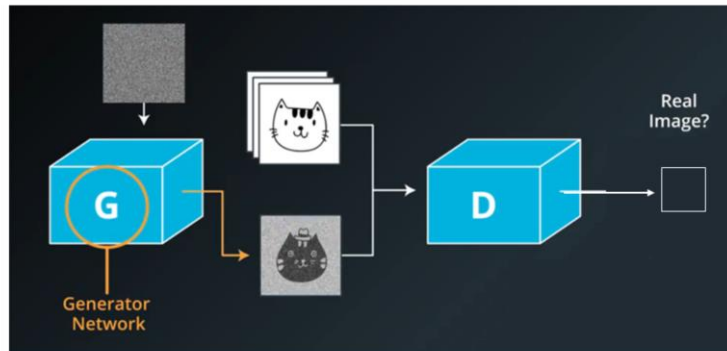 G
Generator
Network
D
Real
Image?